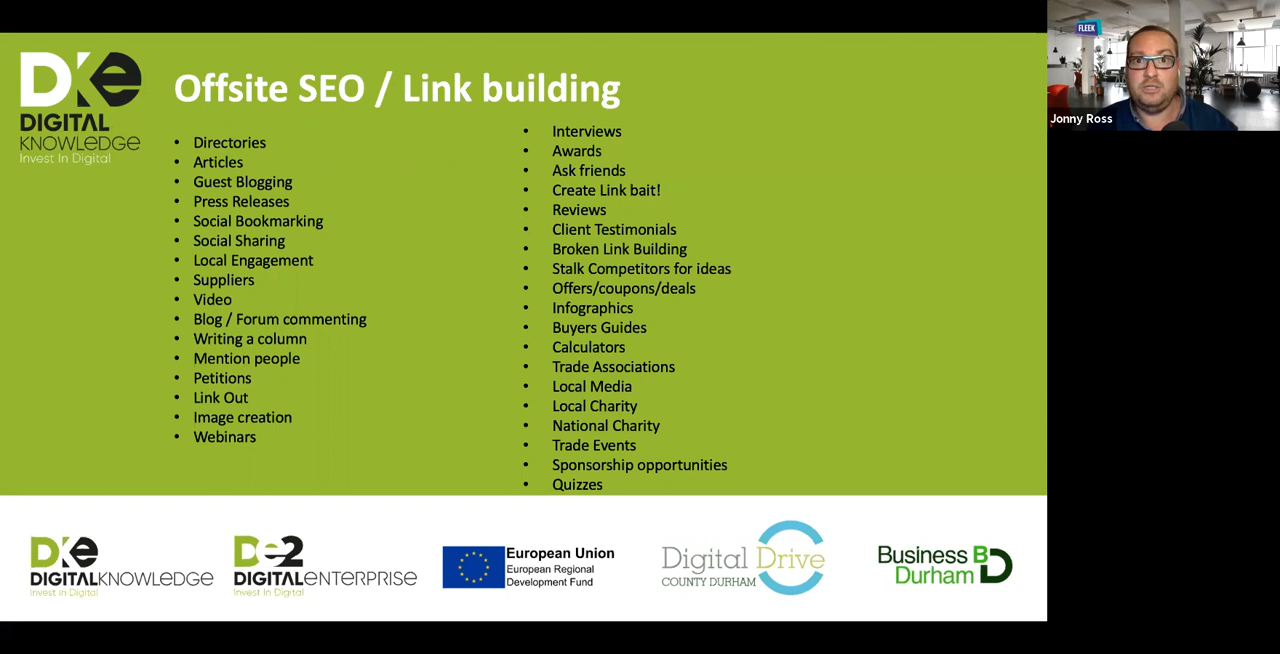 DKe
DIGITAL
KNOWLEDGE
Invest In Digital
Offsite SEO / Link building
• Directories
• Articles
• Guest Blogging
• Press Releases
• Social Bookmarking
• Social Sharing
• Local Engagement
• Suppliers
• Video
• Blog / Forum commenting
• Writing a column
• Mention people
• Petitions
• Link Out
• Image creation
• Webinars
• Interviews
• Awards
• Ask friends
• Create Link bait!
• Reviews
• Client Testimonials
• Broken Link Building
• Stalk Competitors for ideas
• Offers/coupons/deals
• Infographics
• Buyers Guides
• Calculators
• Trade Associations
• Local Media
• Local Charity
• National Charity
• Trade Events
• Sponsorship opportunities
• Quizzes
FLEEK
Jonny Ross
DKe
DIGITALKNOWLEDGE
Invest In Digital
De2
DIGITALENTERPRISE
Invest In Digital
European Union
European Regional
Development Fund
Digital Drive
COUNTY DURHAM
Business
Durham
BD